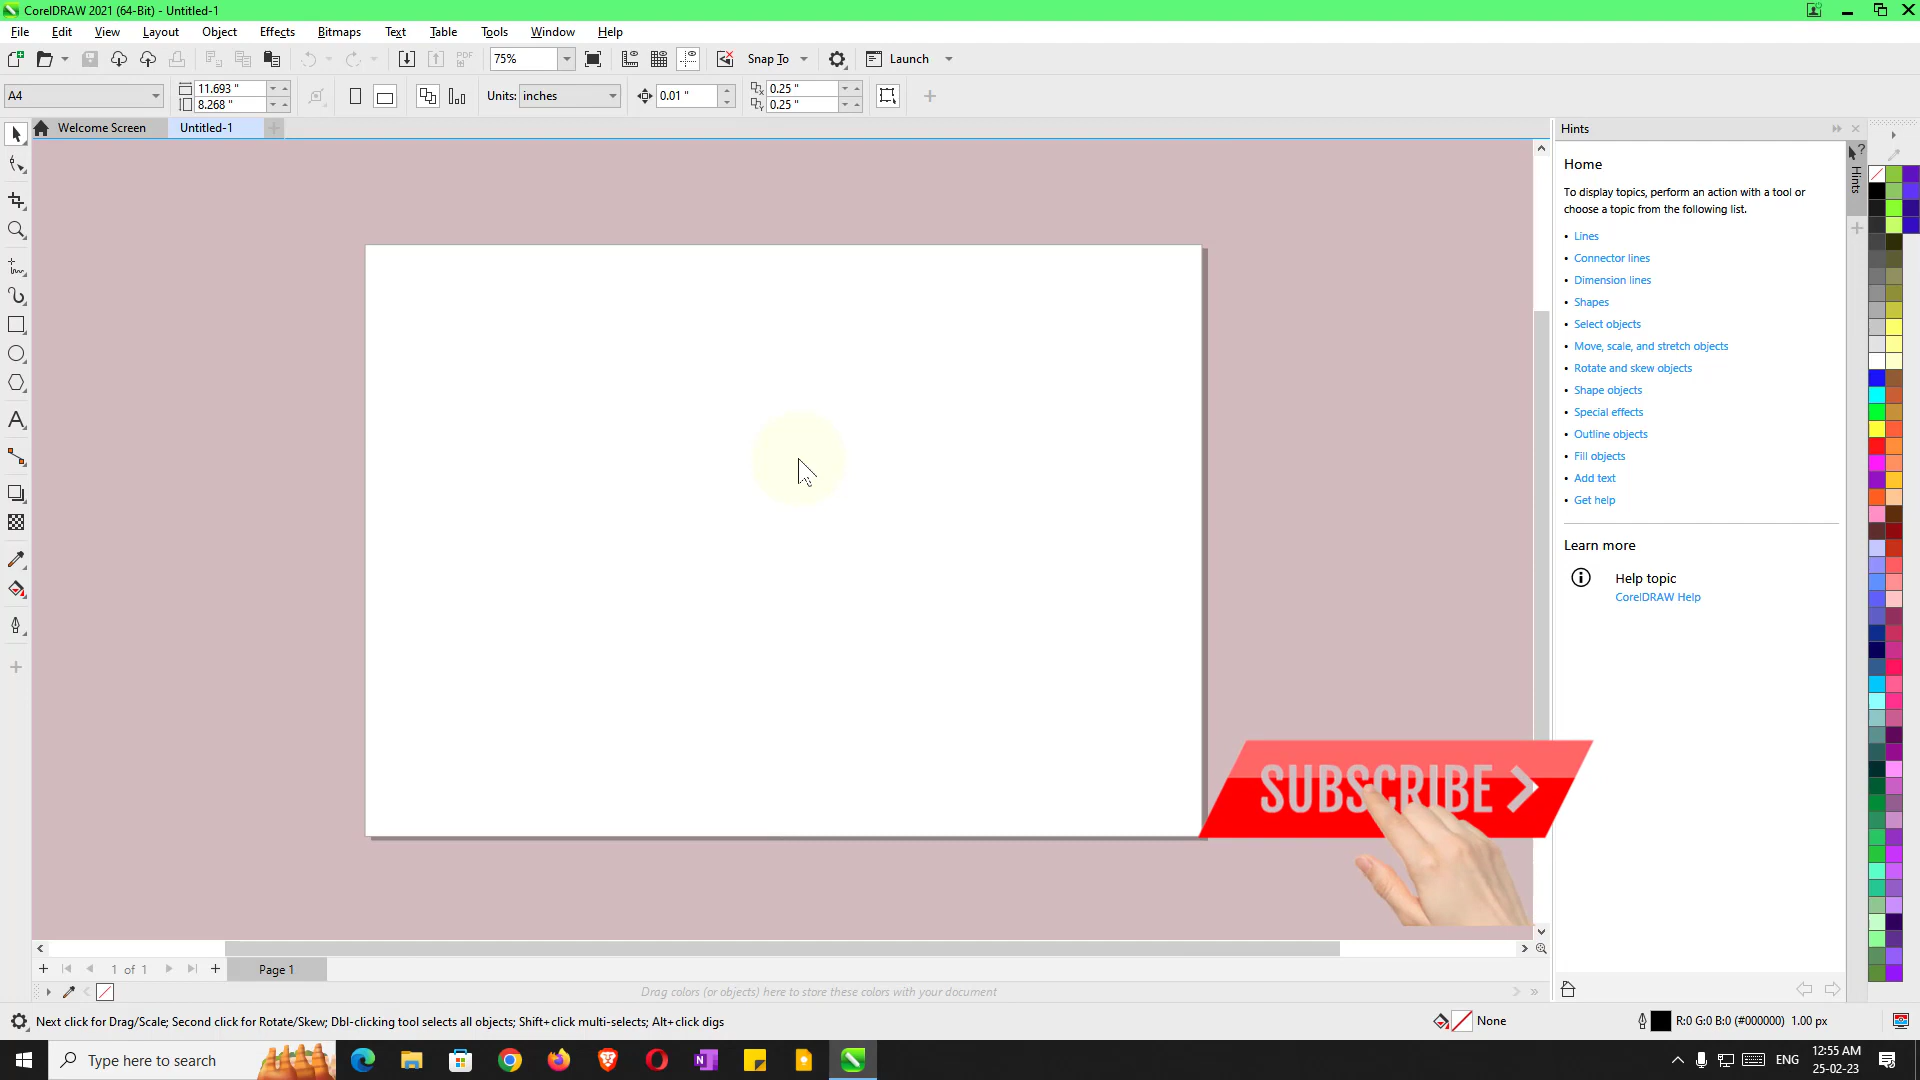 CorelDRAW 2021 (64-Bit) - Untitled-1
File Edit View Layout Object Effects Bitmaps Text Table Tools Window Help
PDF 75% Snap To Launch
A4 11.693 " 8.268 " Units: inches 0.01 " 0.25 " 0.25 "
Welcome Screen Untitled-1
Hints
Home
To display topics, perform an action with a tool or
choose a topic from the following list.
• Lines
• Connector lines
• Dimension lines
• Shapes
• Select objects
• Move, scale, and stretch objects
• Rotate and skew objects
• Shape objects
• Special effects
• Outline objects
• Fill objects
• Add text
• Get help
Learn more
Help topic
CorelDRAW Help
Hints
SUBSCRIBE
1 of 1 Page 1
Drag colors (or objects) here to store these colors with your document
Next click for Drag/Scale; Second click for Rotate/Skew; Dbl-clicking tool selects all objects; Shift+click multi-selects; Alt+click digs
None R:0 G:0 B:0 (#000000) 1.00 px
Type here to search
ENG 12:55 AM
25-02-23